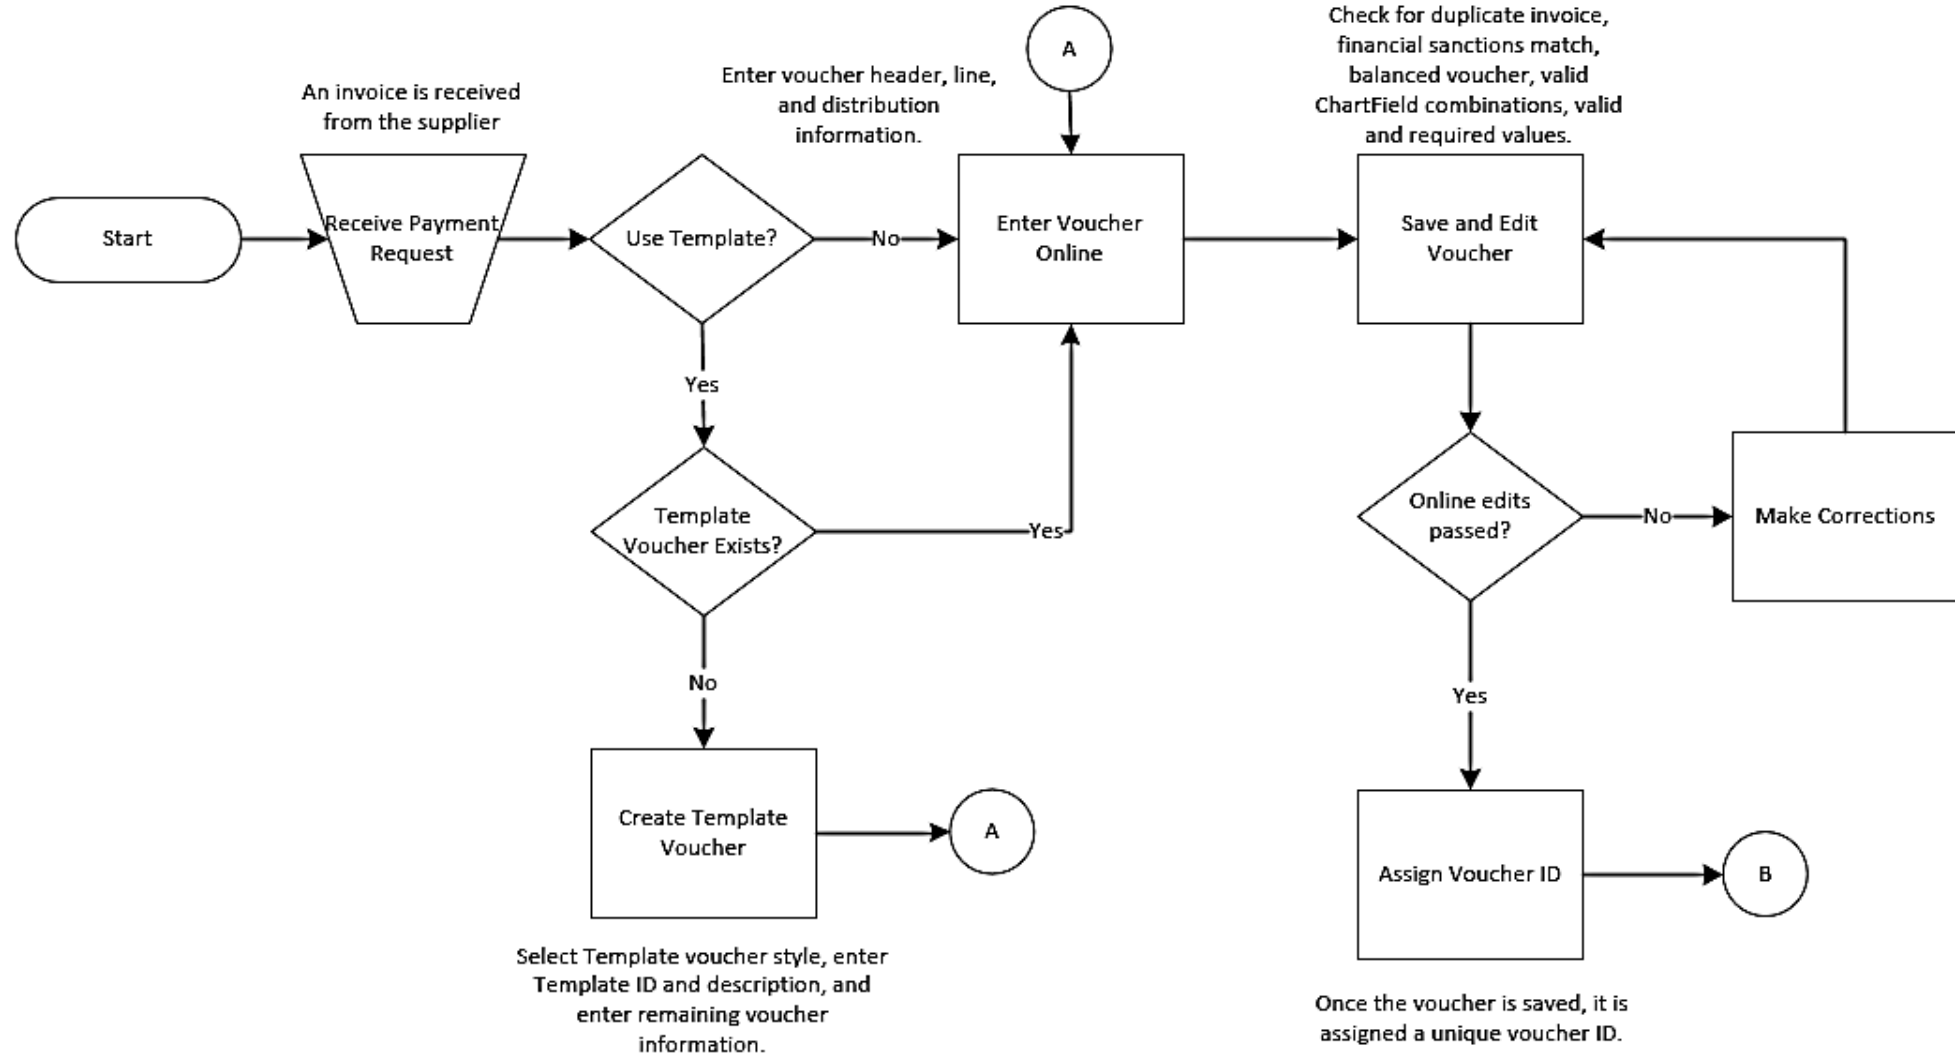 An invoice is received
from the supplier
Enter voucher header, line,
and distribution
information.
A
Check for duplicate invoice,
financial sanctions match,
balanced voucher, valid
ChartField combinations, valid
and required values.
Start
Receive Payment
Request
Use Template?
No
Enter Voucher
Online
Save and Edit
Voucher
Yes
Template
Voucher Exists?
Yes
Online edits
passed?
No
Make Corrections
No
Yes
Create Template
Voucher
A
Assign Voucher ID
B
Select Template voucher style, enter
Template ID and description, and
enter remaining voucher
information.
Once the voucher is saved, it is
assigned a unique voucher ID.